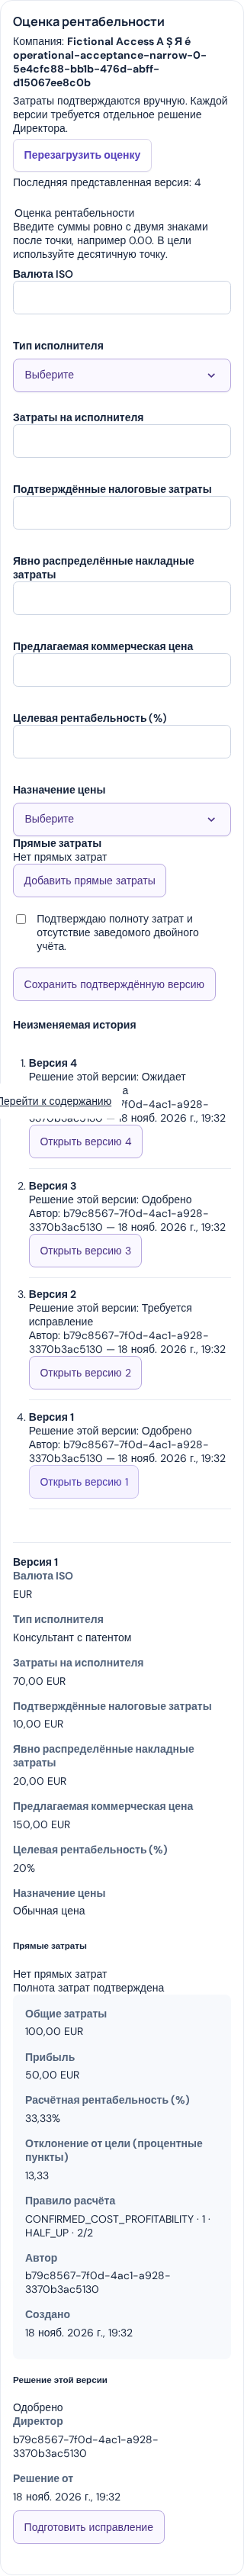 Оценка рентабельности
Компания: Fictional Access A Ș Я é
operational-acceptance-narrow-0-
5e4cfc88-bb1b-476d-abff-
d15067ee8c0b
Затраты подтверждаются вручную. Каждой
версии требуется отдельное решение
Директора.
Перезагрузить оценку
Последняя представленная версия: 4
Оценка рентабельности
Введите суммы ровно с двумя знаками
после точки, например 0.00. В цели
используйте десятичную точку.
Валюта ISO
Тип исполнителя
Выберите
Затраты на исполнителя
Подтверждённые налоговые затраты
Явно распределённые накладные
затраты
Предлагаемая коммерческая цена
Целевая рентабельность (%)
Назначение цены
Выберите
Прямые затраты
Нет прямых затрат
Добавить прямые затраты
Подтверждаю полноту затрат и
отсутствие заведомого двойного
учёта.
Сохранить подтверждённую версию
Неизменяемая история
1. Версия 4
Решение этой версии: Ожидает
Перейти к содержанию
3370b3ac5130 — 18 нояб. 2026 г., 19:32
Открыть версию 4
2. Версия 3
Решение этой версии: Одобрено
Автор: b79c8567-7f0d-4ac1-a928-
3370b3ac5130 — 18 нояб. 2026 г., 19:32
Открыть версию 3
3. Версия 2
Решение этой версии: Требуется
исправление
Автор: b79c8567-7f0d-4ac1-a928-
3370b3ac5130 — 18 нояб. 2026 г., 19:32
Открыть версию 2
4. Версия 1
Решение этой версии: Одобрено
Автор: b79c8567-7f0d-4ac1-a928-
3370b3ac5130 — 18 нояб. 2026 г., 19:32
Открыть версию 1
Версия 1
Валюта ISO
EUR
Тип исполнителя
Консультант с патентом
Затраты на исполнителя
70,00 EUR
Подтверждённые налоговые затраты
10,00 EUR
Явно распределённые накладные
затраты
20,00 EUR
Предлагаемая коммерческая цена
150,00 EUR
Целевая рентабельность (%)
20%
Назначение цены
Обычная цена
Прямые затраты
Нет прямых затрат
Полнота затрат подтверждена
Общие затраты
100,00 EUR
Прибыль
50,00 EUR
Расчётная рентабельность (%)
33,33%
Отклонение от цели (процентные
пункты)
13,33
Правило расчёта
CONFIRMED_COST_PROFITABILITY · 1 ·
HALF_UP · 2/2
Автор
b79c8567-7f0d-4ac1-a928-
3370b3ac5130
Создано
18 нояб. 2026 г., 19:32
Решение этой версии
Одобрено
Директор
b79c8567-7f0d-4ac1-a928-
3370b3ac5130
Решение от
18 нояб. 2026 г., 19:32
Подготовить исправление